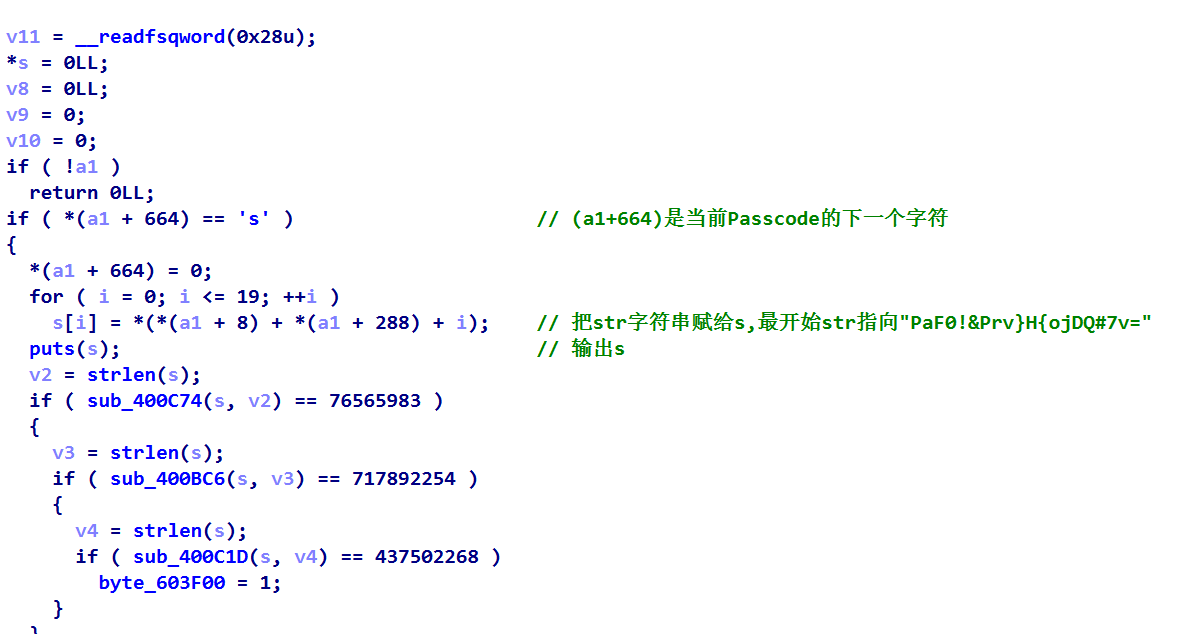 v11 = __readfsqword(0x28u);
*s = 0LL;
v8 = 0LL;
v9 = 0;
v10 = 0;
if ( !a1 )
  return 0LL;
if ( *(a1 + 664) == 's' ) // (a1+664)是当前Passcode的下一个字符
{
  *(a1 + 664) = 0;
  for ( i = 0; i <= 19; ++i )
    s[i] = *(*(a1 + 8) + *(a1 + 288) + i); // 把str字符串赋给s,最开始str指向"PaF0!&Prv}H{ojDQ#7v="
  puts(s); // 输出s
  v2 = strlen(s);
  if ( sub_400C74(s, v2) == 76565983 )
  {
    v3 = strlen(s);
    if ( sub_400BC6(s, v3) == 717892254 )
    {
      v4 = strlen(s);
      if ( sub_400C1D(s, v4) == 437502268 )
        byte_603F00 = 1;
    }
  }